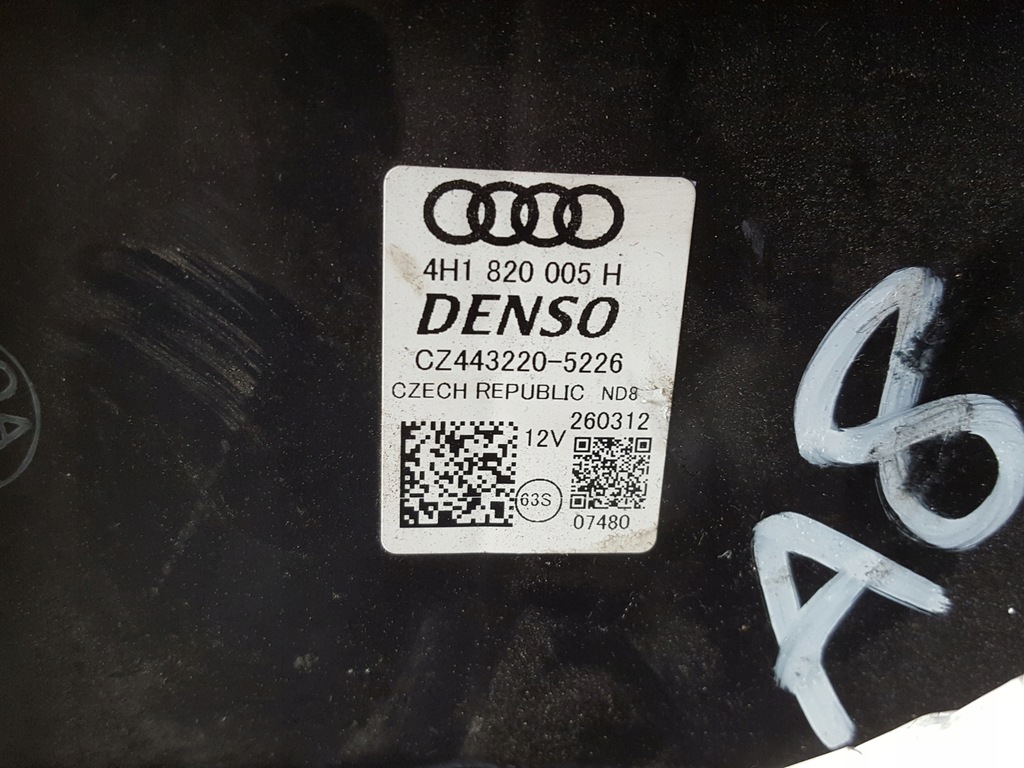 4H1 820 005 H
DENSO
CZ443220-5226
CZECH REPUBLIC ND8
260312
12V
63S
07480
A8